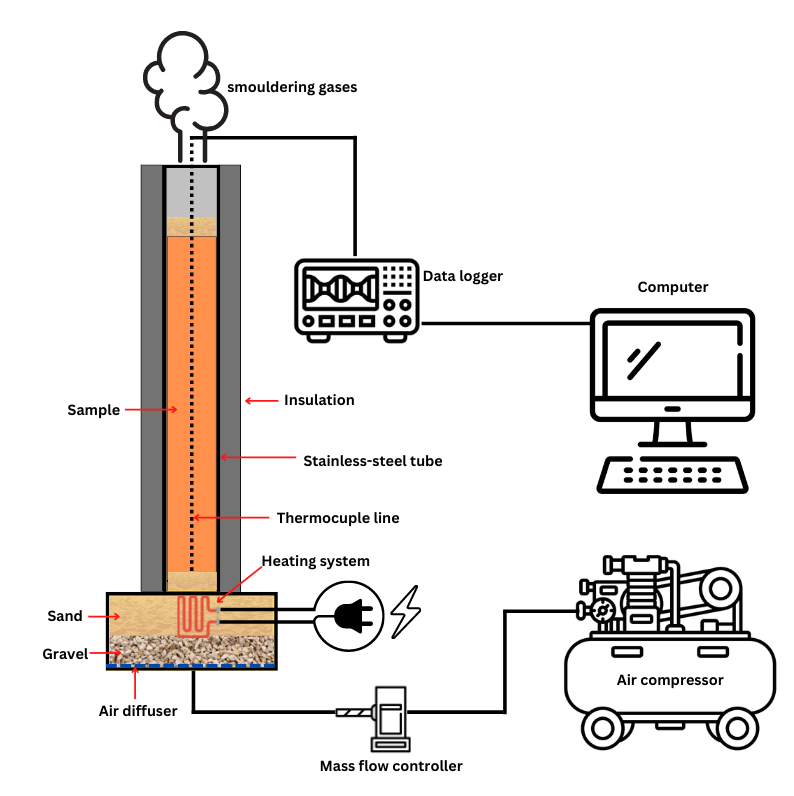 smouldering gases
Data logger
Computer
Insulation
Sample
Stainless-steel tube
Thermocuple line
Heating system
Sand
Gravel
Air compressor
Air diffuser
Mass flow controller